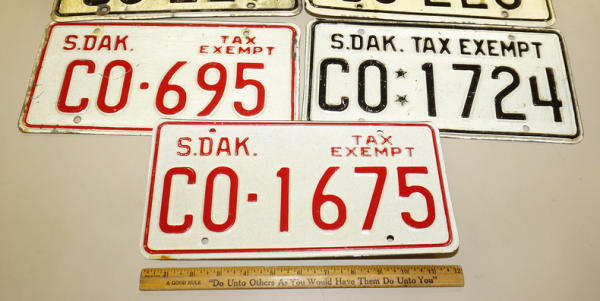 S.DAK. TAX EXEMPT
CO·695
S.DAK. TAX EXEMPT
CO 1724
S.DAK. TAX EXEMPT
CO·1675
A GOOD RULE "Do Unto Others As You Would Have Them Do Unto You"